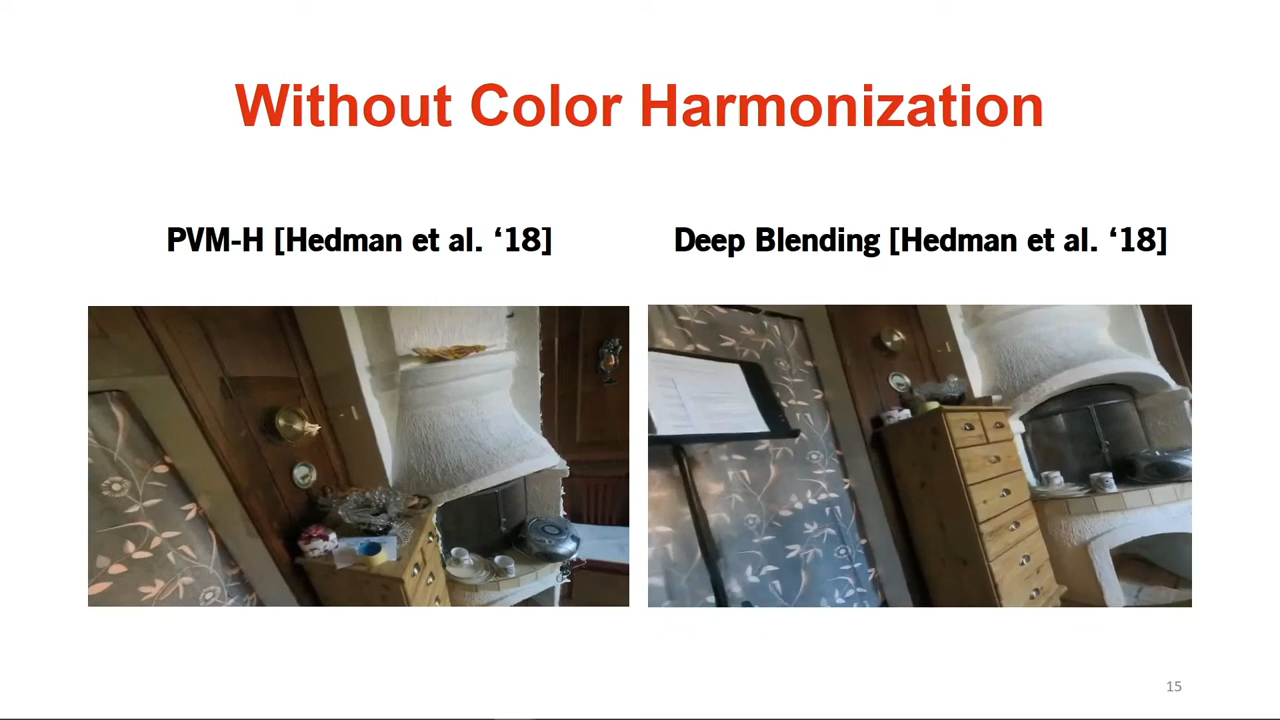 Without Color Harmonization
PVM-H [Hedman et al. ‘18]
Deep Blending [Hedman et al. ‘18]
15